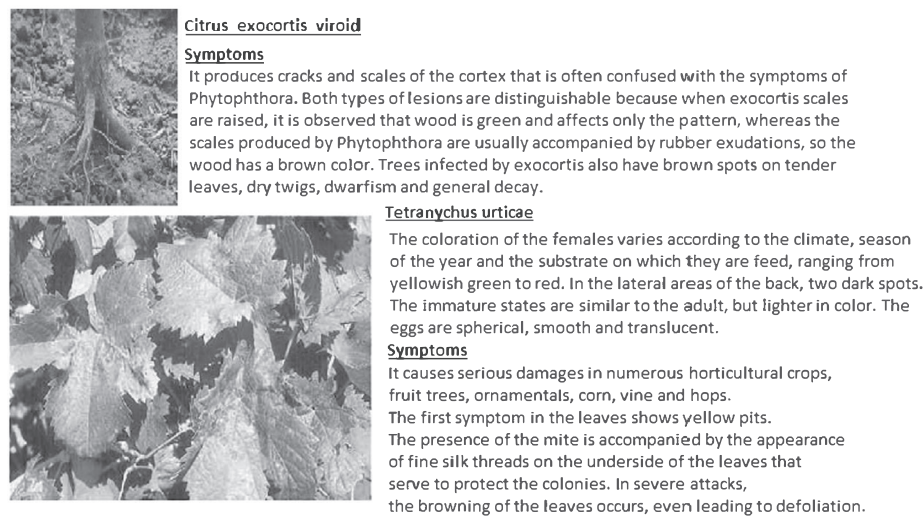 Citrus exocortis viroid
Symptoms
It produces cracks and scales of the cortex that is often confused with the symptoms of
Phytophthora. Both types of lesions are distinguishable because when exocortis scales
are raised, it is observed that wood is green and affects only the pattern, whereas the
scales produced by Phytophthora are usually accompanied by rubber exudations, so the
wood has a brown color. Trees infected by exocortis also have brown spots on tender
leaves, dry twigs, dwarfism and general decay.
Tetranychus urticae
The coloration of the females varies according to the climate, season
of the year and the substrate on which they are feed, ranging from
yellowish green to red. In the lateral areas of the back, two dark spots.
The immature states are similar to the adult, but lighter in color. The
eggs are spherical, smooth and translucent.
Symptoms
It causes serious damages in numerous horticultural crops,
fruit trees, ornamentals, corn, vine and hops.
The first symptom in the leaves shows yellow pits.
The presence of the mite is accompanied by the appearance
of fine silk threads on the underside of the leaves that
serve to protect the colonies. In severe attacks,
the browning of the leaves occurs, even leading to defoliation.